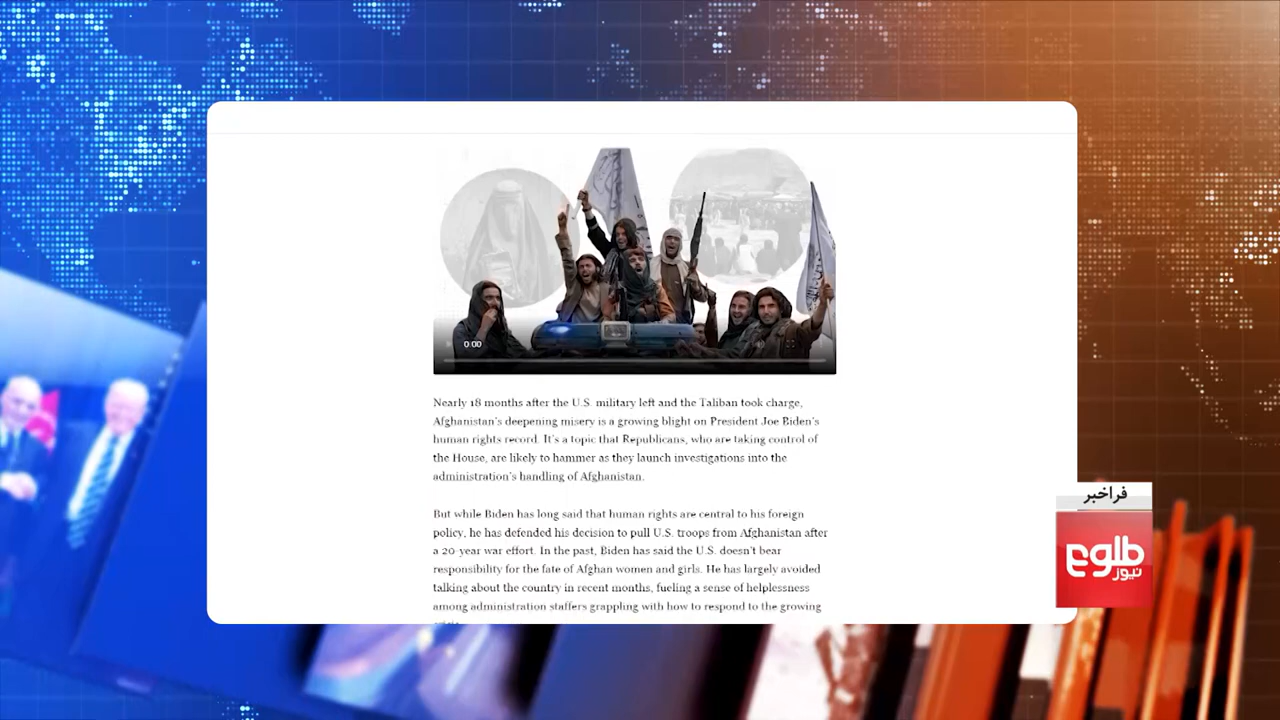 0:00
Nearly 18 months after the U.S. military left and the Taliban took charge,
Afghanistan's deepening misery is a growing blight on President Joe Biden's
human rights record. It's a topic that Republicans, who are taking control of
the House, are likely to hammer as they launch investigations into the
administration's handling of Afghanistan.
But while Biden has long said that human rights are central to his foreign
policy, he has defended his decision to pull U.S. troops from Afghanistan after
a 20-year war effort. In the past, Biden has said the U.S. doesn't bear
responsibility for the fate of Afghan women and girls. He has largely avoided
talking about the country in recent months, fueling a sense of helplessness
among administration staffers grappling with how to respond to the growing
فراخبر
طلوع
نیوز